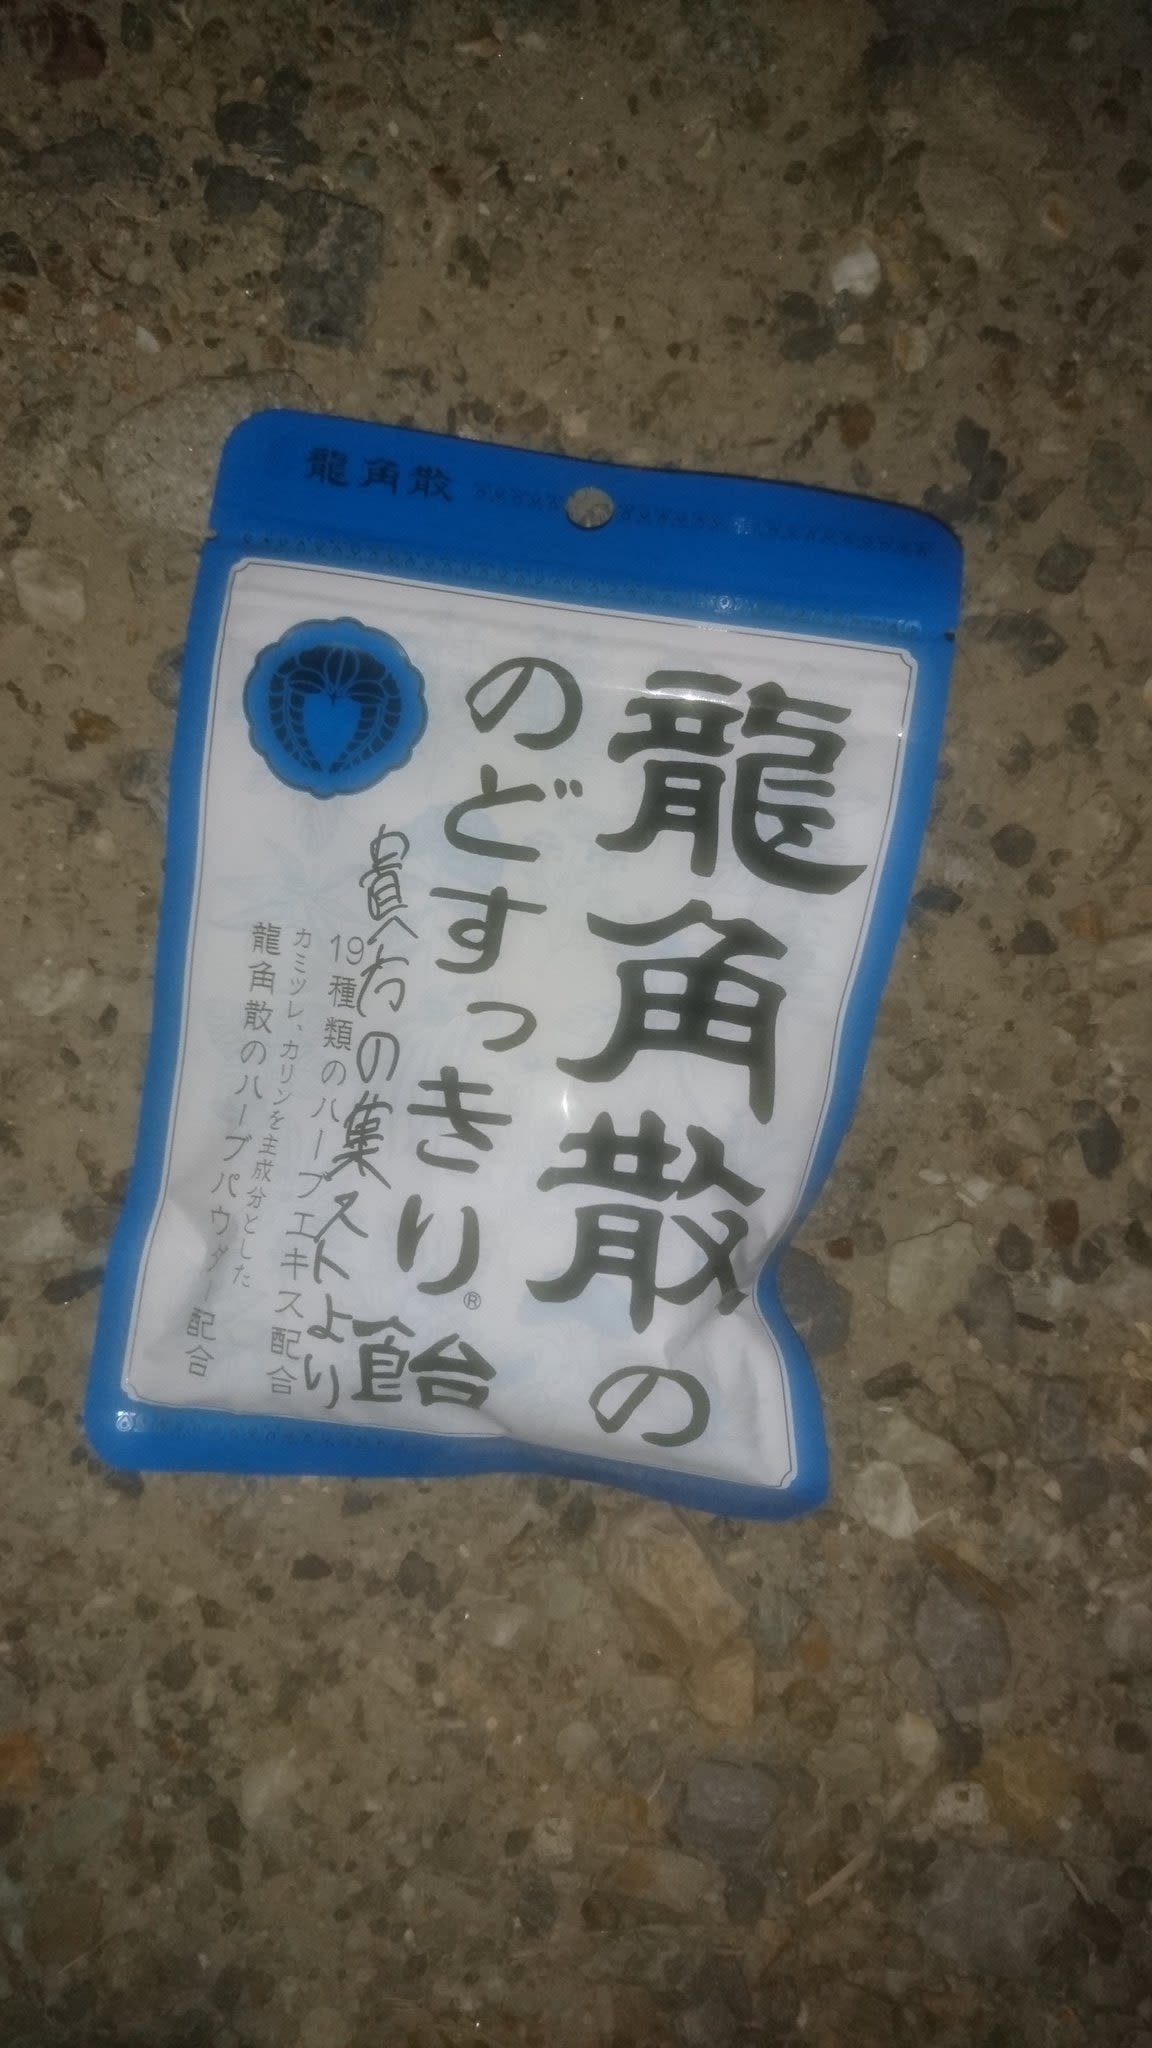 龍角散
龍角散の
のどすっきり®飴
貴方の巣ストより
19種類のハーブエキス配合
カミツレ、カリンを主成分とした
龍角散のハーブパウダー配合